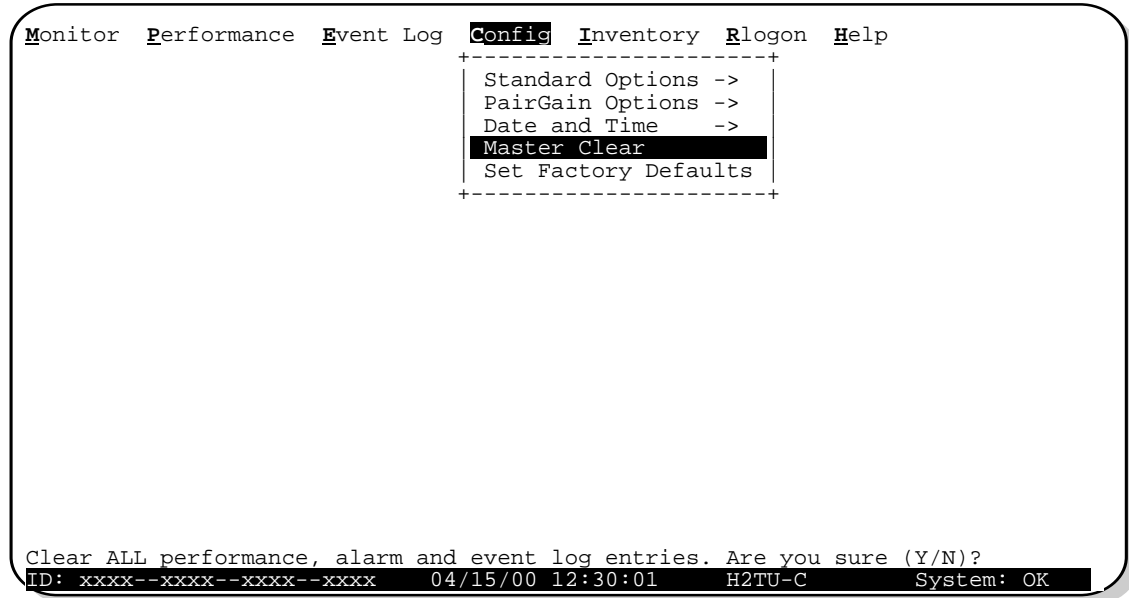 Monitor Performance Event Log Config Inventory Rlogon Help
+----------------------+
| Standard Options -> |
| PairGain Options -> |
| Date and Time -> |
| Master Clear |
| Set Factory Defaults |
+----------------------+
Clear ALL performance, alarm and event log entries. Are you sure (Y/N)?
ID: xxxx--xxxx--xxxx--xxxx 04/15/00 12:30:01 H2TU-C System: OK